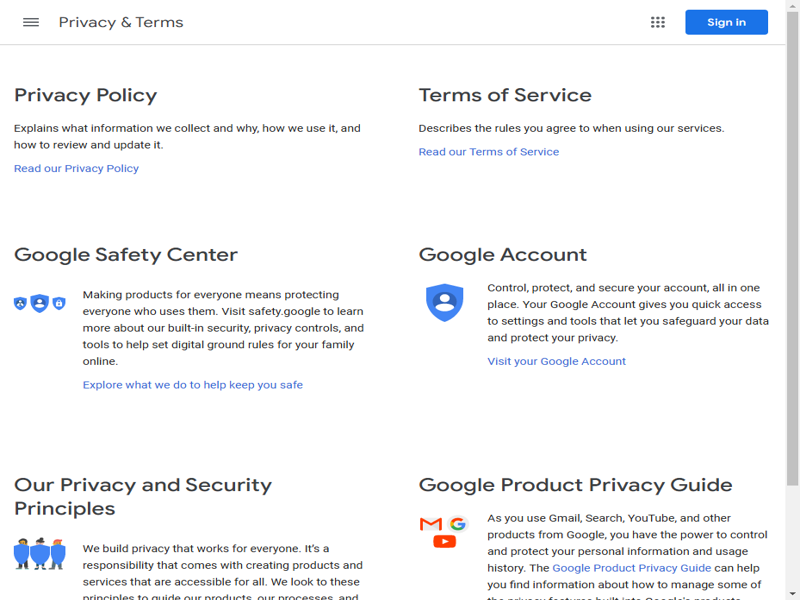 Privacy & Terms
Sign in
Privacy Policy
Explains what information we collect and why, how we use it, and
how to review and update it.
Read our Privacy Policy
Terms of Service
Describes the rules you agree to when using our services.
Read our Terms of Service
Google Safety Center
Making products for everyone means protecting
everyone who uses them. Visit safety.google to learn
more about our built-in security, privacy controls, and
tools to help set digital ground rules for your family
online.
Explore what we do to help keep you safe
Google Account
Control, protect, and secure your account, all in one
place. Your Google Account gives you quick access
to settings and tools that let you safeguard your data
and protect your privacy.
Visit your Google Account
Our Privacy and Security
Principles
We build privacy that works for everyone. It's a
responsibility that comes with creating products and
services that are accessible for all. We look to these
principles to guide our products, our processes, and
Google Product Privacy Guide
As you use Gmail, Search, YouTube, and other
products from Google, you have the power to control
and protect your personal information and usage
history. The Google Product Privacy Guide can help
you find information about how to manage some of
the privacy features built into Google's products